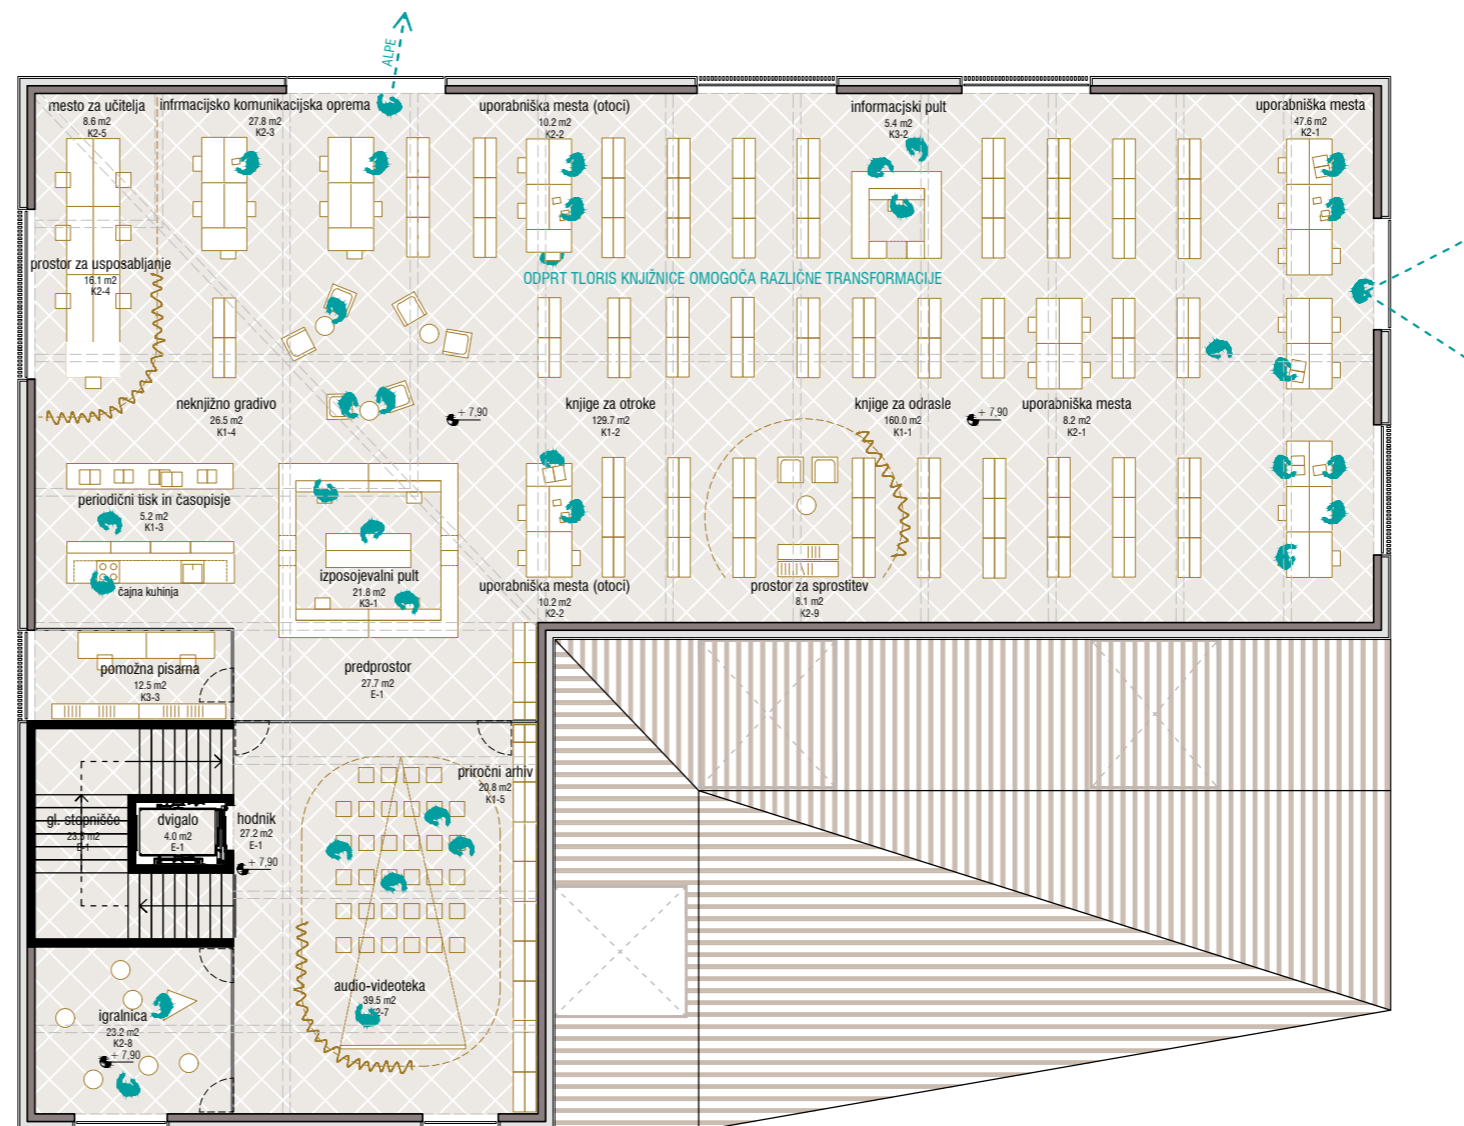 ALPE
mesto za učitelja
8.6 m2
K2-5
infrmacijsko komunikacijska oprema
27.8 m2
K2-3
uporabniška mesta (otoci)
10.2 m2
K2-2
informacjski pult
5.4 m2
K3-2
uporabniška mesta
47.6 m2
K2-1
prostor za usposabljanje
16.1 m2
K2-4
ODPRT TLORIS KNJIŽNICE OMOGOČA RAZLIČNE TRANSFORMACIJE
neknjižno gradivo
26.5 m2
K1-4
+ 7,90
knjige za otroke
129.7 m2
K1-2
knjige za odrasle
160.0 m2
K1-1
+ 7,90
uporabniška mesta
8.2 m2
K2-1
periodični tisk in časopisje
5.2 m2
K1-3
čajna kuhinja
izposojevalni pult
21.8 m2
K3-1
uporabniška mesta (otoci)
10.2 m2
K2-2
prostor za sprostitev
8.1 m2
K2-9
pomožna pisarna
12.5 m2
K3-3
predprostor
27.7 m2
E-1
priročni arhiv
20.8 m2
K1-5
gl. stopnišče
m2
E-1
dvigalo
4.0 m2
E-1
hodnik
27.2 m2
E-1
+ 7,90
audio-videoteka
39.5 m2
K2-7
igralnica
23.2 m2
K2-8
+ 7,90